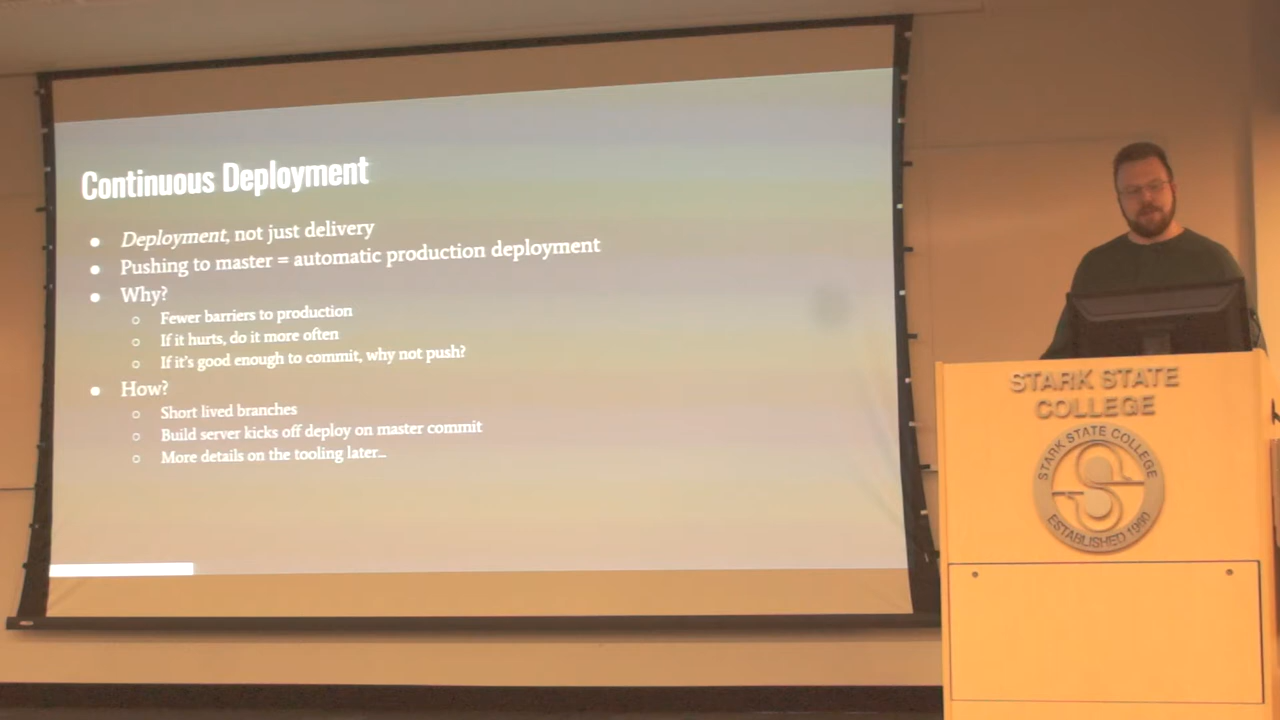 Continuous Deployment
Deployment, not just delivery
Pushing to master = automatic production deployment
Why?
Fewer barriers to production
If it hurts, do it more often
If it's good enough to commit, why not push?
How?
Short lived branches
Build server kicks off deploy on master commit
More details on the tooling later...
STARK STATE
COLLEGE
STARK STATE COLLEGE
ESTABLISHED 1960